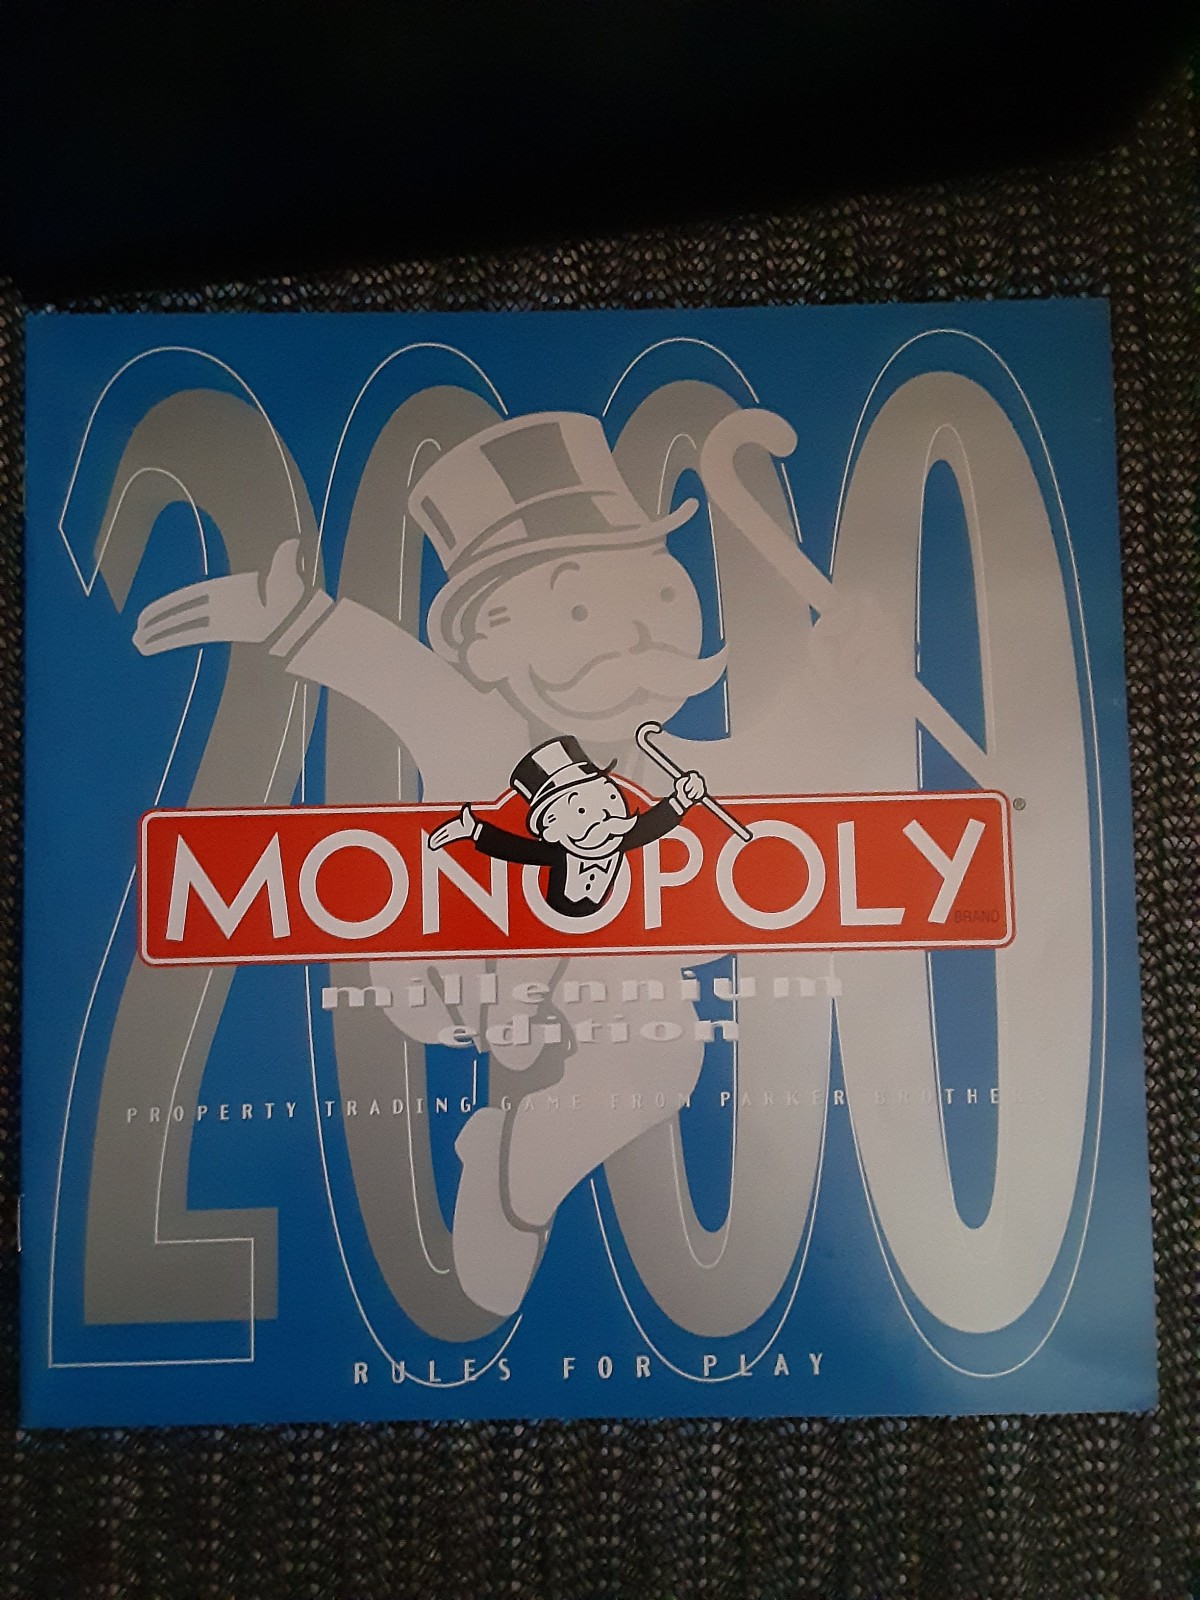 2000
MONOPOLY®
BRAND
millennium
edition
PROPERTY TRADING GAME FROM PARKER BROTHERS
RULES FOR PLAY